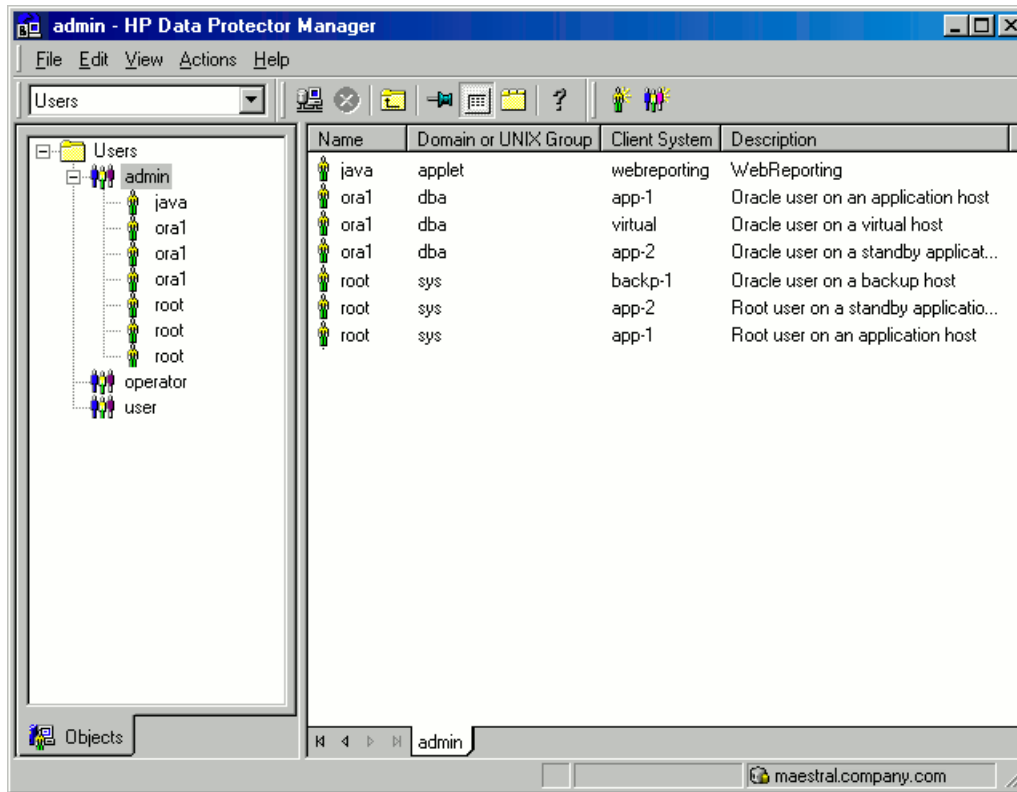 admin - HP Data Protector Manager
File Edit View Actions Help
Users
Users
admin
java
ora1
ora1
ora1
root
root
root
operator
user
Objects
Name Domain or UNIX Group Client System Description
java applet webreporting WebReporting
ora1 dba app-1 Oracle user on an application host
ora1 dba virtual Oracle user on a virtual host
ora1 dba app-2 Oracle user on a standby applicat...
root sys backp-1 Oracle user on a backup host
root sys app-2 Root user on a standby applicatio...
root sys app-1 Root user on an application host
admin
maestral.company.com